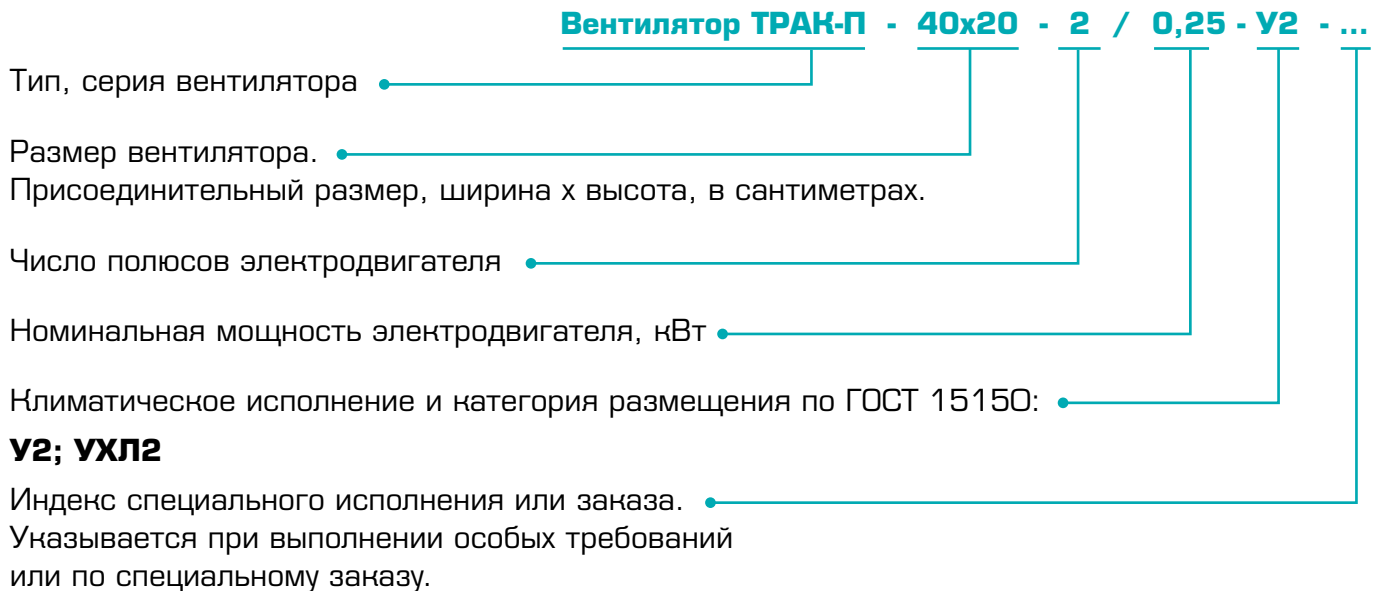 Вентилятор ТРАК-П - 40х20 - 2 / 0,25 - У2 - ...
Тип, серия вентилятора
Размер вентилятора.
Присоединительный размер, ширина х высота, в сантиметрах.
Число полюсов электродвигателя
Номинальная мощность электродвигателя, кВт
Климатическое исполнение и категория размещения по ГОСТ 15150:
У2; УХЛ2
Индекс специального исполнения или заказа.
Указывается при выполнении особых требований
или по специальному заказу.